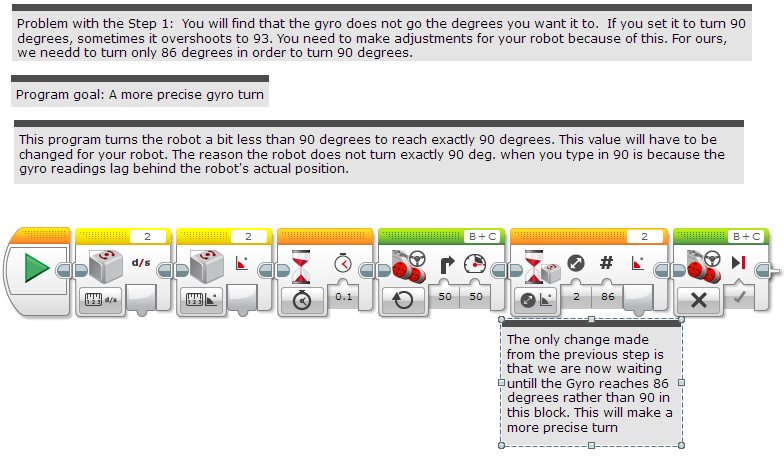 Problem with the Step 1:  You will find that the gyro does not go the degrees you want it to.  If you set it to turn 90
degrees, sometimes it overshoots to 93. You need to make adjustments for your robot because of this. For ours,
we needd to turn only 86 degrees in order to turn 90 degrees.
Program goal: A more precise gyro turn
This program turns the robot a bit less than 90 degrees to reach exactly 90 degrees. This value will have to be
changed for your robot. The reason the robot does not turn exactly 90 deg. when you type in 90 is because the
gyro readings lag behind the robot's actual position.
2 2 B+C 2 B+C
d/s #
123 d/s 123 0.1 50 50 2 86
The only change made
from the previous step is
that we are now waiting
untill the Gyro reaches 86
degrees rather than 90 in
this block. This will make a
more precise turn